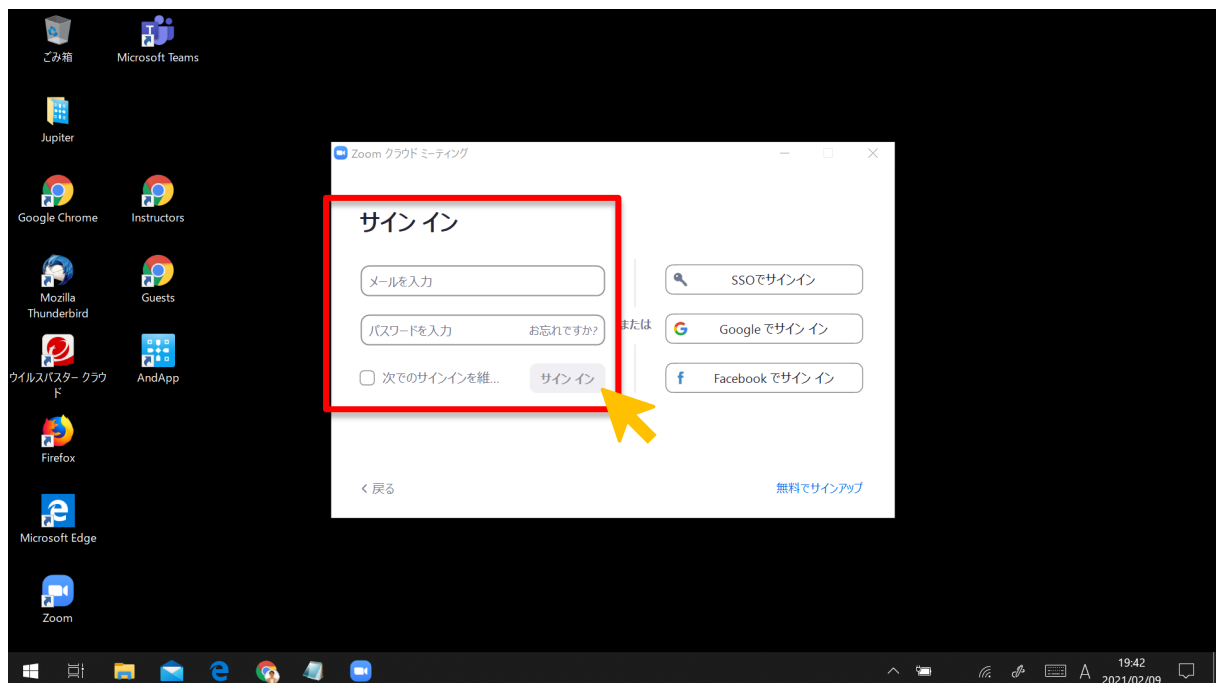 ごみ箱
Microsoft Teams
Jupiter
Google Chrome
Instructors
Mozilla
Thunderbird
Guests
ウイルスバスター クラウ
ド
AndApp
Firefox
Microsoft Edge
Zoom
Zoom クラウド ミーティング
サイン イン
メールを入力
パスワードを入力 お忘れですか?
次でのサインインを維...
サイン イン
または
SSOでサインイン
Google でサイン イン
Facebook でサイン イン
戻る
無料でサインアップ
A
19:42
2021/02/09